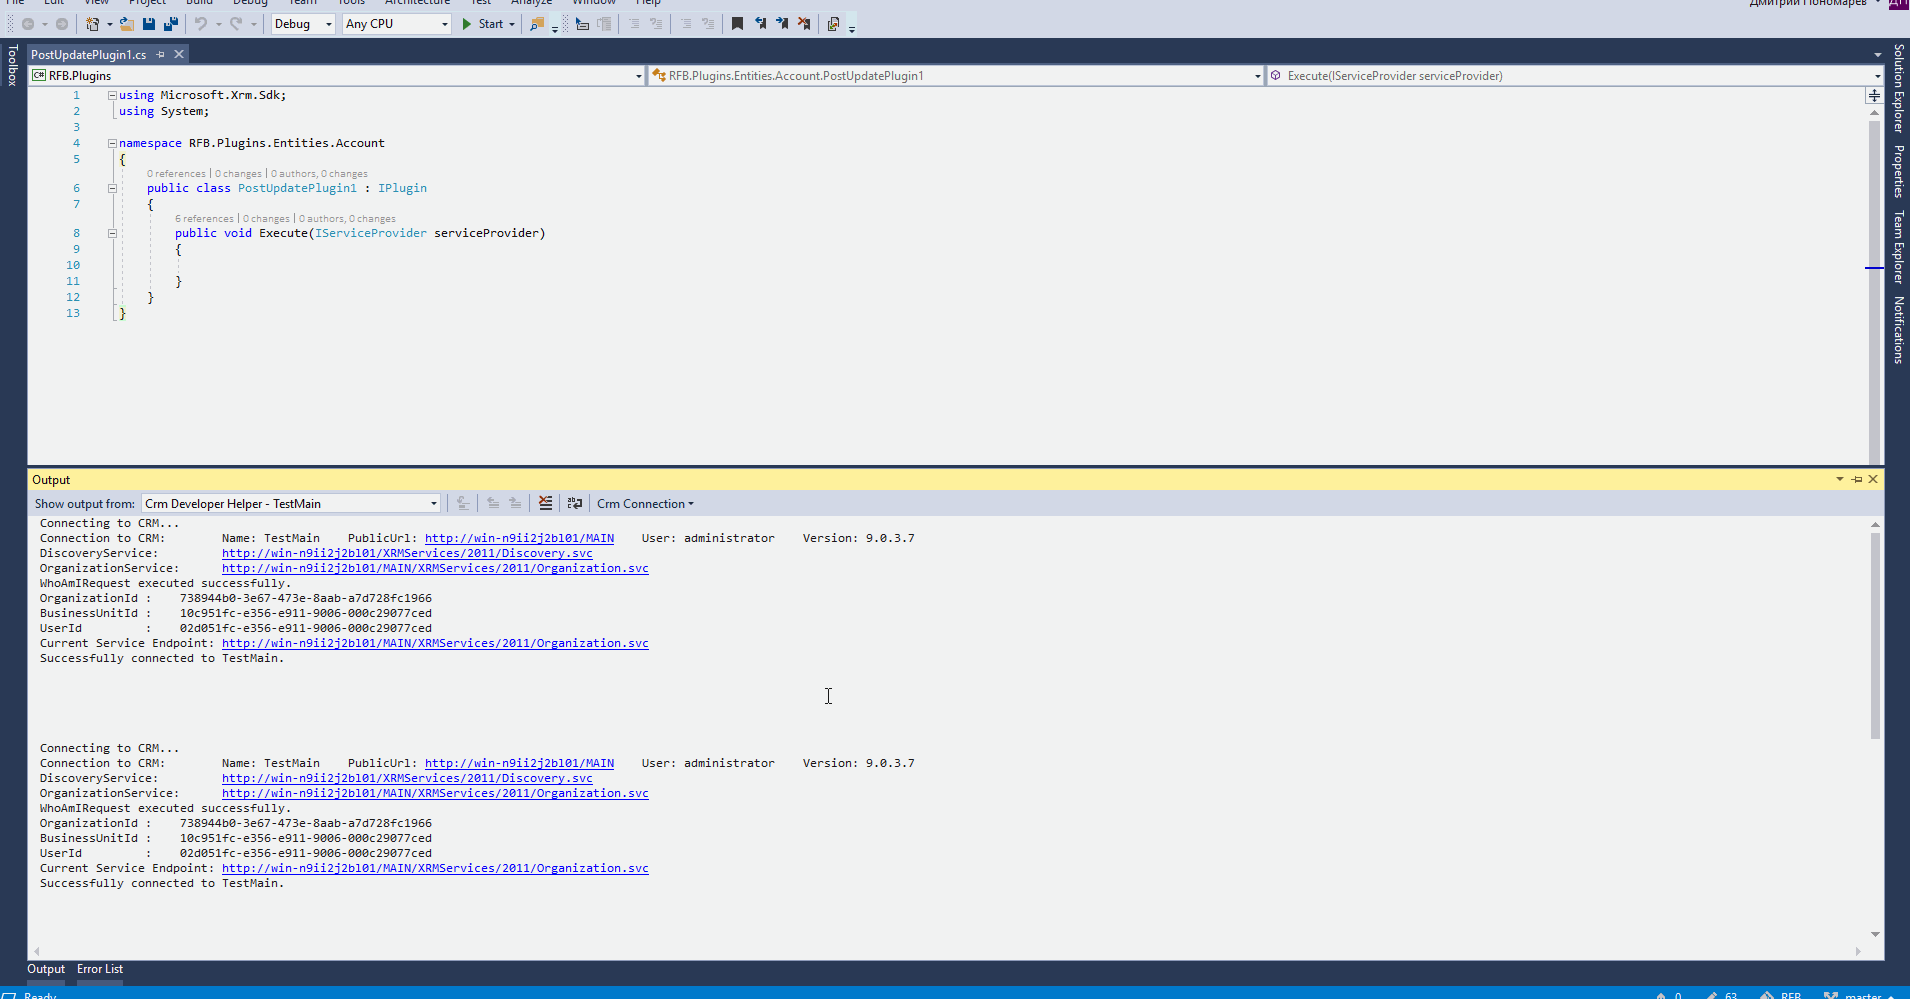 File Edit View Project Build Debug Team Tools Architecture Test Analyze Window Help Дмитрий Пономарев ДП
Debug Any CPU Start
Toolbox
PostUpdatePlugin1.cs
C# RFB.Plugins RFB.Plugins.Entities.Account.PostUpdatePlugin1 Execute(IServiceProvider serviceProvider)
1 using Microsoft.Xrm.Sdk;
2 using System;
3
4 namespace RFB.Plugins.Entities.Account
5 {
0 references | 0 changes | 0 authors, 0 changes
6 public class PostUpdatePlugin1 : IPlugin
7 {
6 references | 0 changes | 0 authors, 0 changes
8 public void Execute(IServiceProvider serviceProvider)
9 {
10
11 }
12 }
13 }
Solution Explorer
Properties
Team Explorer
Notifications
Output
Show output from: Crm Developer Helper - TestMain Crm Connection
Connecting to CRM...
Connection to CRM: Name: TestMain PublicUrl: http://win-n9ii2j2bl01/MAIN User: administrator Version: 9.0.3.7
DiscoveryService: http://win-n9ii2j2bl01/XRMServices/2011/Discovery.svc
OrganizationService: http://win-n9ii2j2bl01/MAIN/XRMServices/2011/Organization.svc
WhoAmIRequest executed successfully.
OrganizationId : 738944b0-3e67-473e-8aab-a7d728fc1966
BusinessUnitId : 10c951fc-e356-e911-9006-000c29077ced
UserId : 02d051fc-e356-e911-9006-000c29077ced
Current Service Endpoint: http://win-n9ii2j2bl01/MAIN/XRMServices/2011/Organization.svc
Successfully connected to TestMain.
Connecting to CRM...
Connection to CRM: Name: TestMain PublicUrl: http://win-n9ii2j2bl01/MAIN User: administrator Version: 9.0.3.7
DiscoveryService: http://win-n9ii2j2bl01/XRMServices/2011/Discovery.svc
OrganizationService: http://win-n9ii2j2bl01/MAIN/XRMServices/2011/Organization.svc
WhoAmIRequest executed successfully.
OrganizationId : 738944b0-3e67-473e-8aab-a7d728fc1966
BusinessUnitId : 10c951fc-e356-e911-9006-000c29077ced
UserId : 02d051fc-e356-e911-9006-000c29077ced
Current Service Endpoint: http://win-n9ii2j2bl01/MAIN/XRMServices/2011/Organization.svc
Successfully connected to TestMain.
Output Error List
Ready 0 63 RFB master